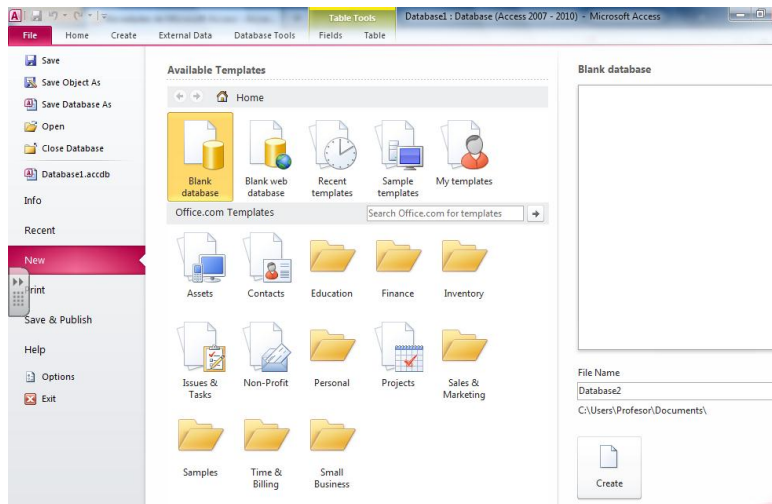 Table Tools
Database1 : Database (Access 2007 - 2010) - Microsoft Access
File Home Create External Data Database Tools Fields Table
Save
Save Object As
Save Database As
Open
Close Database
Database1.accdb
Info
Recent
New
Print
Save & Publish
Help
Options
Exit
Available Templates
Home
Blank database
Blank web database
Recent templates
Sample templates
My templates
Office.com Templates
Search Office.com for templates
Assets
Contacts
Education
Finance
Inventory
Issues & Tasks
Non-Profit
Personal
Projects
Sales & Marketing
Samples
Time & Billing
Small Business
Blank database
File Name
Database2
C:\Users\Profesor\Documents\
Create